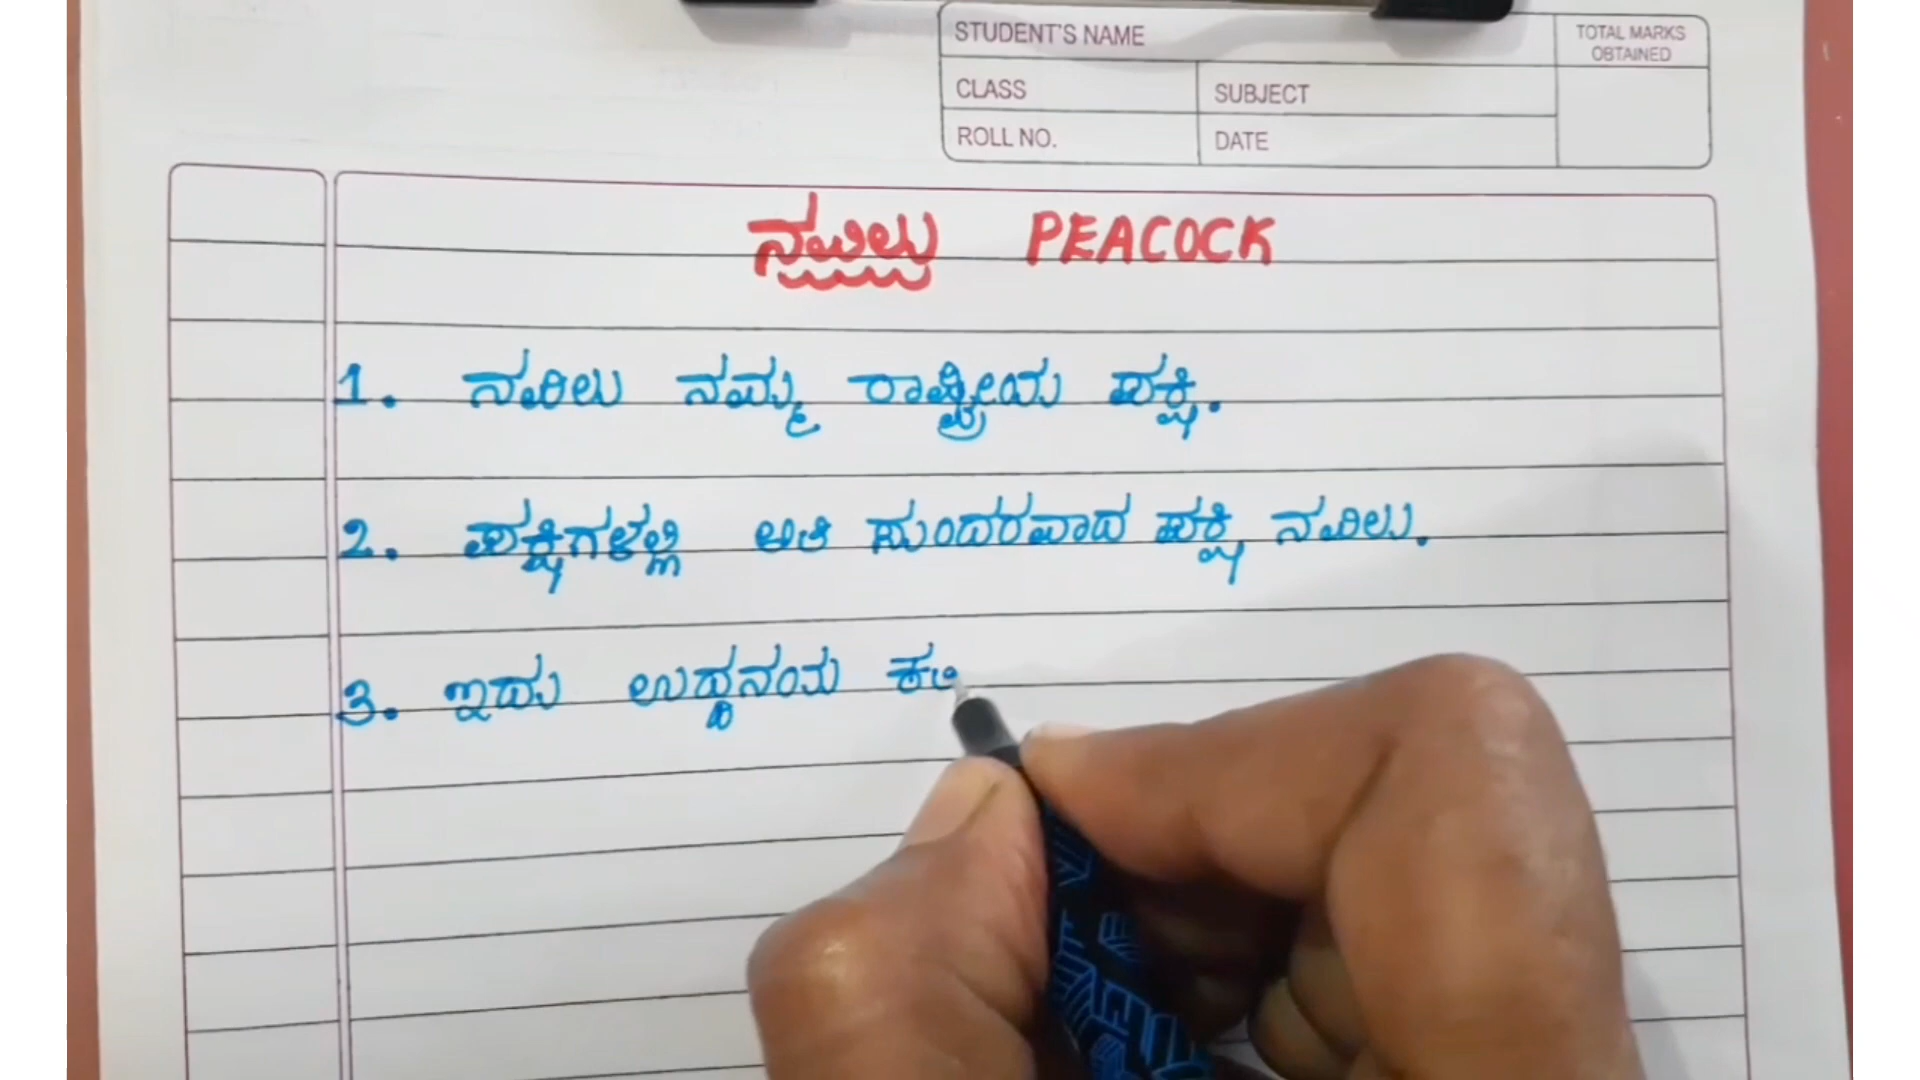 STUDENT'S NAME
TOTAL MARKS OBTAINED
CLASS
SUBJECT
ROLL NO.
DATE
ನವಿಲು PEACOCK
1. ನವಿಲು ನಮ್ಮ ರಾಷ್ಟ್ರೀಯ ಪಕ್ಷಿ.
2. ಪಕ್ಷಿಗಳಲ್ಲಿ ಅತಿ ಸುಂದರವಾದ ಪಕ್ಷಿ ನವಿಲು.
3. ಇದು ಉದ್ದನೆಯ